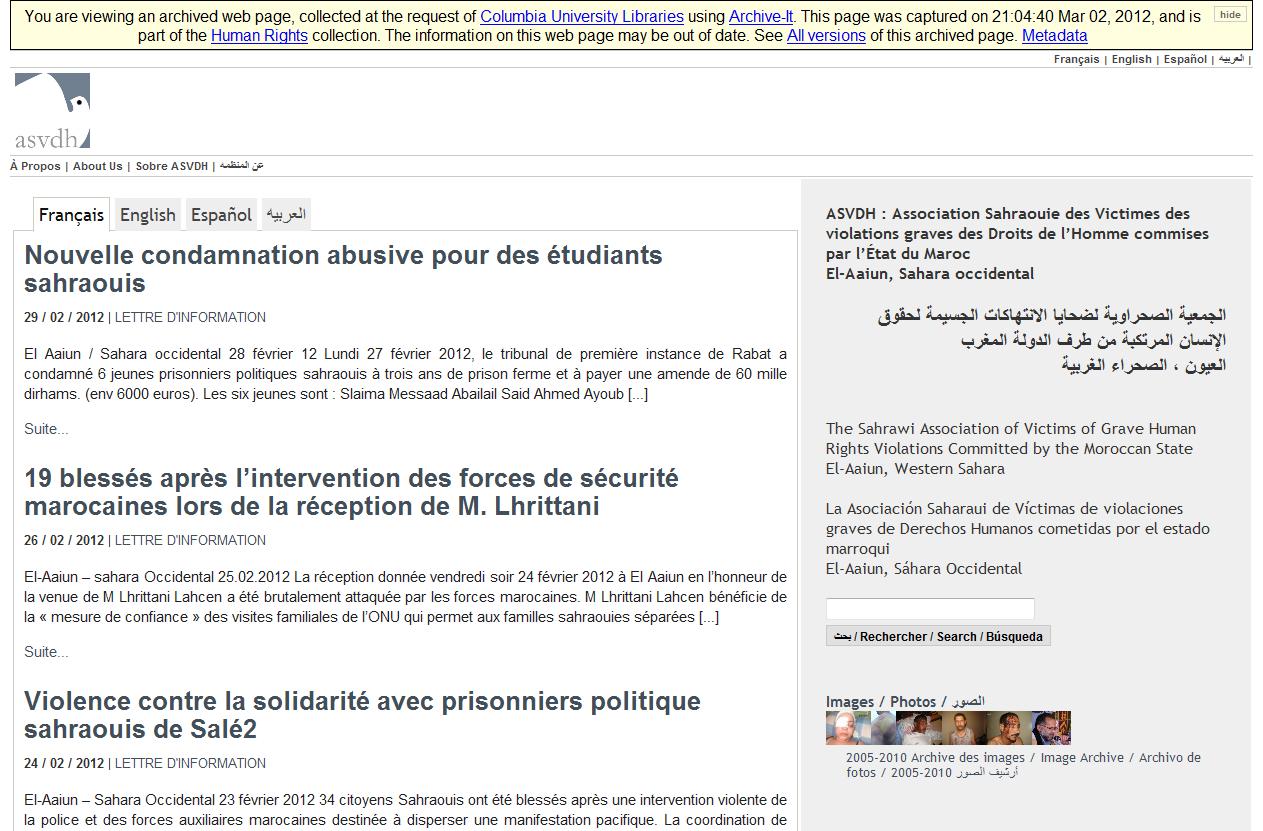 You are viewing an archived web page, collected at the request of Columbia University Libraries using Archive-It. This page was captured on 21:04:40 Mar 02, 2012, and is
part of the Human Rights collection. The information on this web page may be out of date. See All versions of this archived page. Metadata
hide
Français | English | Español | العربيه |
asvdh
À Propos | About Us | Sobre ASVDH | عن المنظمه
Français English Español العربيه
Nouvelle condamnation abusive pour des étudiants
sahraouis
29 / 02 / 2012 | LETTRE D'INFORMATION
El Aaiun / Sahara occidental 28 février 12 Lundi 27 février 2012, le tribunal de première instance de Rabat a
condamné 6 jeunes prisonniers politiques sahraouis à trois ans de prison ferme et à payer une amende de 60 mille
dirhams. (env 6000 euros). Les six jeunes sont : Slaima Messaad Abailail Said Ahmed Ayoub [...]
Suite...
19 blessés après l’intervention des forces de sécurité
marocaines lors de la réception de M. Lhrittani
26 / 02 / 2012 | LETTRE D'INFORMATION
El-Aaiun – sahara Occidental 25.02.2012 La réception donnée vendredi soir 24 février 2012 à El Aaiun en l’honneur de
la venue de M Lhrittani Lahcen a été brutalement attaquée par les forces marocaines. M Lhrittani Lahcen bénéficie de
la « mesure de confiance » des visites familiales de l’ONU qui permet aux familles sahraouies séparées [...]
Suite...
Violence contre la solidarité avec prisonniers politique
sahraouis de Salé2
24 / 02 / 2012 | LETTRE D'INFORMATION
El-Aaiun – Sahara Occidental 23 février 2012 34 citoyens Sahraouis ont été blessés après une intervention violente de
la police et des forces auxiliaires marocaines destinée à disperser une manifestation pacifique. La coordination de
ASVDH : Association Sahraouie des Victimes des
violations graves des Droits de l’Homme commises
par l’État du Maroc
El-Aaiun, Sahara occidental
الجمعية الصحراوية لضحايا الانتهاكات الجسيمة لحقوق
الإنسان المرتكبة من طرف الدولة المغرب
العيون ، الصحراء الغربية
The Sahrawi Association of Victims of Grave Human
Rights Violations Committed by the Moroccan State
El-Aaiun, Western Sahara
La Asociación Saharaui de Víctimas de violaciones
graves de Derechos Humanos cometidas por el estado
marroqui
El-Aaiun, Sáhara Occidental
بحث / Rechercher / Search / Búsqueda
Images / Photos / الصور
2005-2010 Archive des images / Image Archive / Archivo de
fotos / 2005-2010 أرشيف الصور